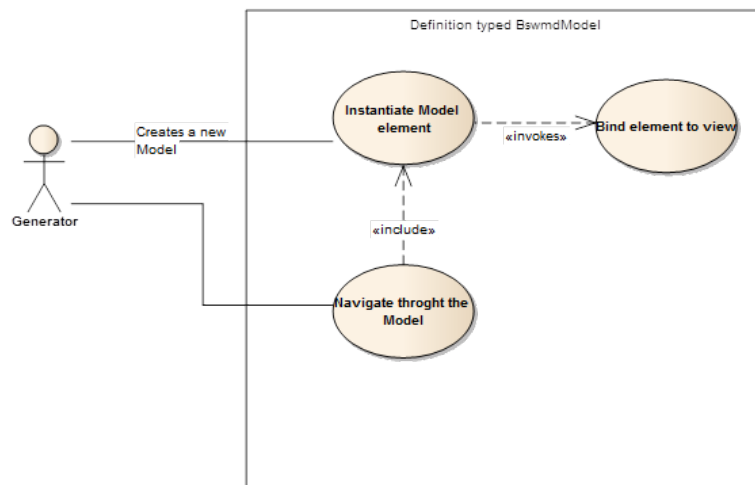 Definition typed BswmdModel
Instantiate Model
element
Bind element to view
Creates a new
Model
«invokes»
Generator
«include»
Navigate throght the
Model